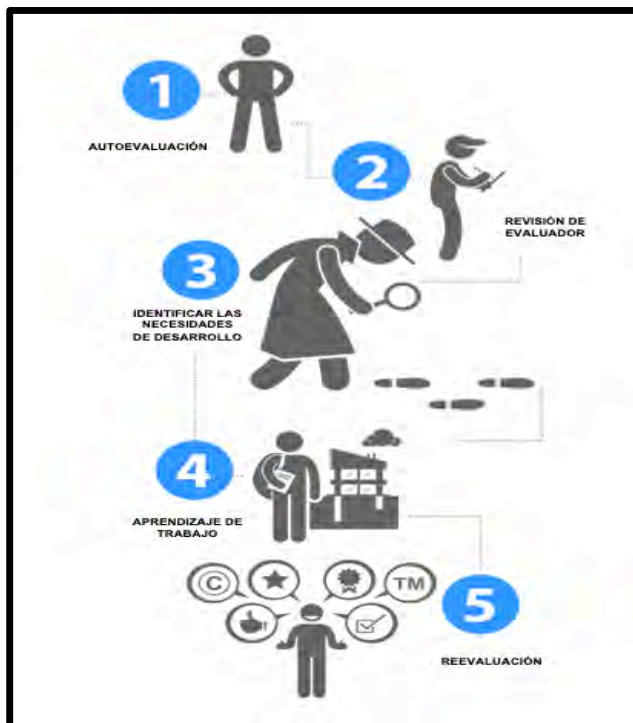 1
AUTOEVALUACIÓN
2
REVISIÓN DE
EVALUADOR
3
IDENTIFICAR LAS
NECESIDADES
DE DESARROLLO
4
APRENDIZAJE DE
TRABAJO
C
TM
5
REEVALUACIÓN